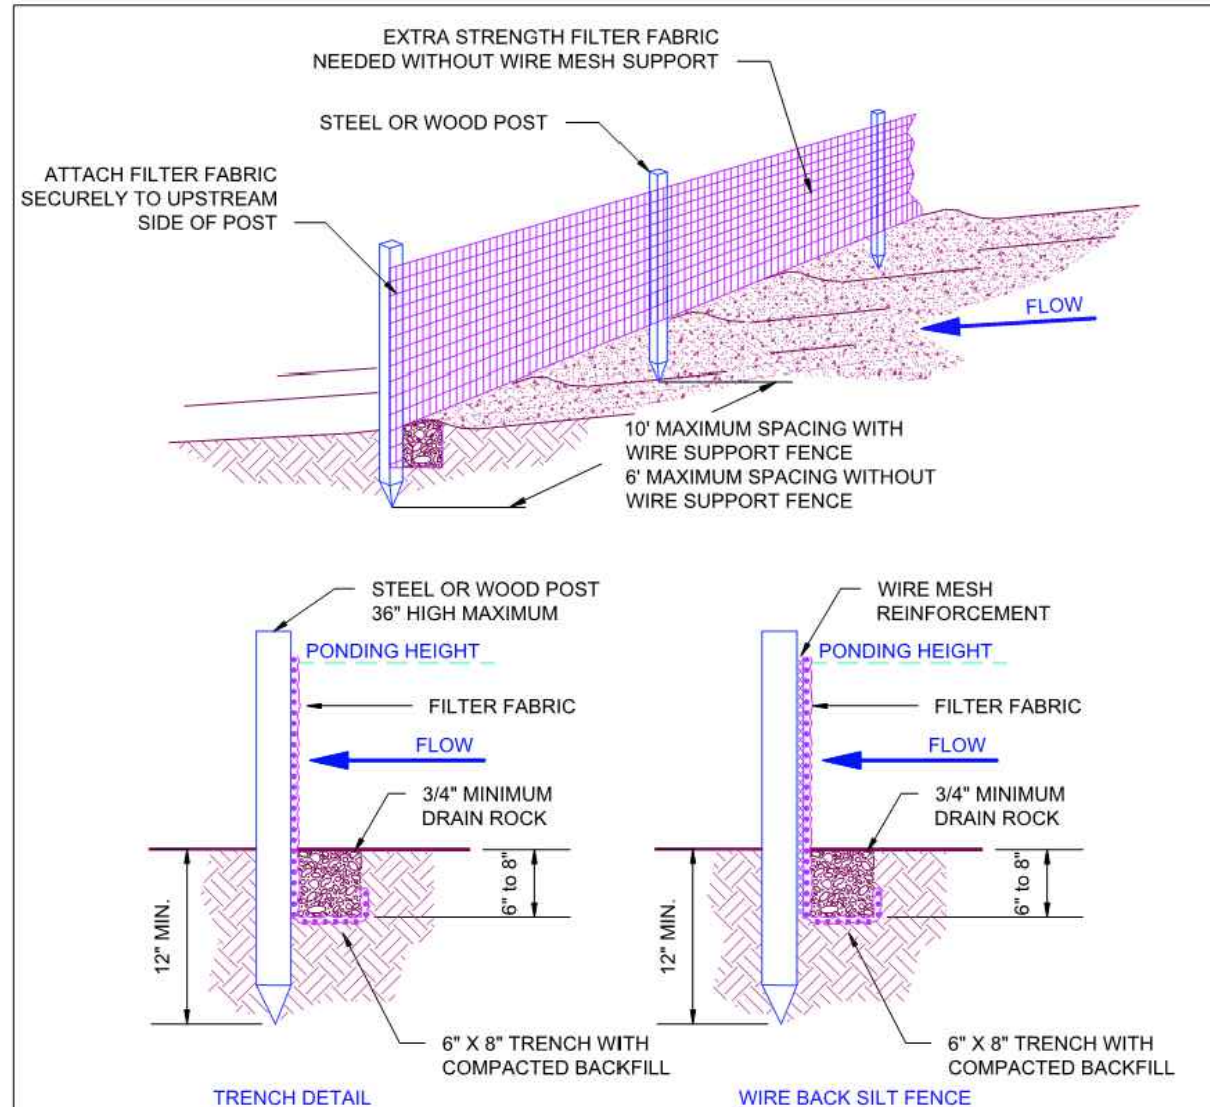 EXTRA STRENGTH FILTER FABRIC
NEEDED WITHOUT WIRE MESH SUPPORT
STEEL OR WOOD POST
ATTACH FILTER FABRIC
SECURELY TO UPSTREAM
SIDE OF POST
FLOW
10' MAXIMUM SPACING WITH
WIRE SUPPORT FENCE
6' MAXIMUM SPACING WITHOUT
WIRE SUPPORT FENCE
STEEL OR WOOD POST
36" HIGH MAXIMUM
PONDING HEIGHT
FILTER FABRIC
FLOW
3/4" MINIMUM
DRAIN ROCK
12" MIN.
6" to 8"
6" X 8" TRENCH WITH
COMPACTED BACKFILL
TRENCH DETAIL
WIRE MESH
REINFORCEMENT
PONDING HEIGHT
FILTER FABRIC
FLOW
3/4" MINIMUM
DRAIN ROCK
12" MIN.
6" to 8"
6" X 8" TRENCH WITH
COMPACTED BACKFILL
WIRE BACK SILT FENCE